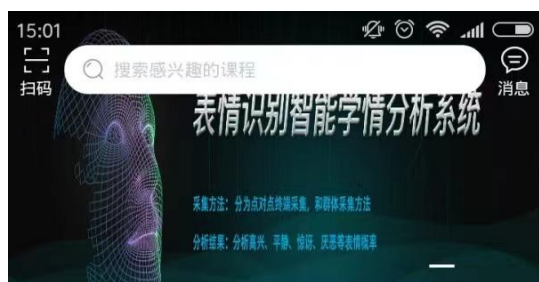 15:01
扫码
搜索感兴趣的课程
消息
表情识别智能学情分析系统
采集方法：分为点对点终端采集，和群体采集方法
分析结果：分析高兴、平静、惊讶、厌恶等表情概率